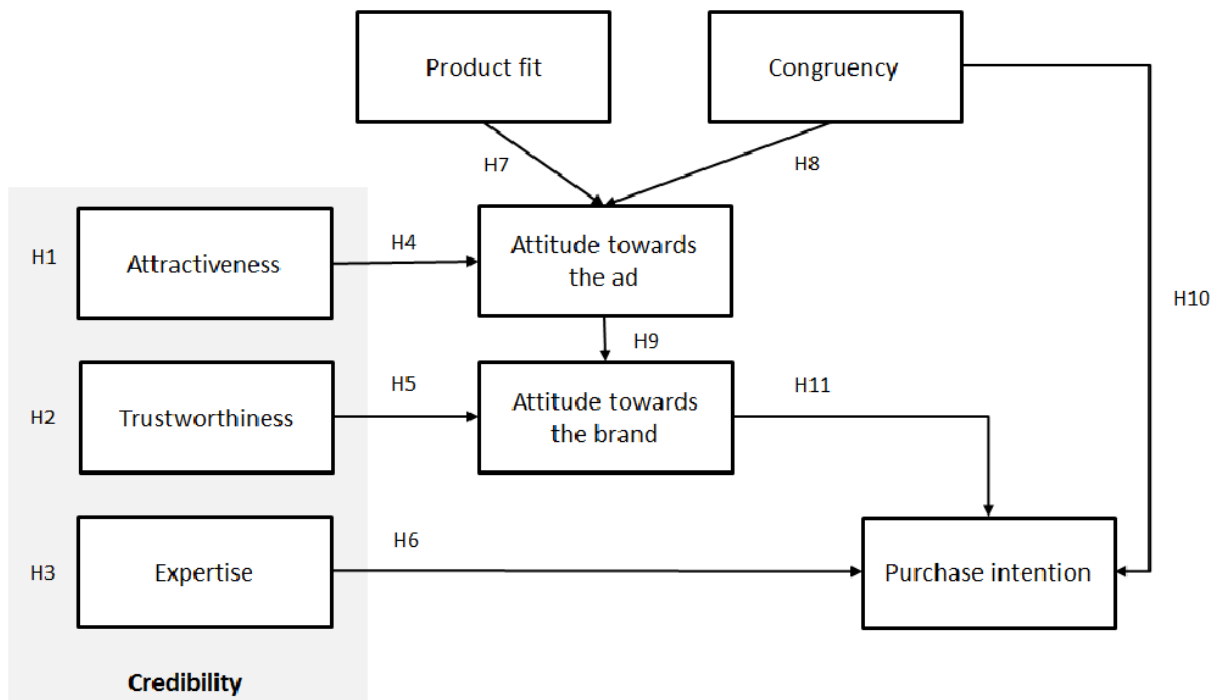 Product fit
Congruency
H7
H8
H10
H1
Attractiveness
H4
Attitude towards
the ad
H9
H2
Trustworthiness
H5
Attitude towards
the brand
H11
H3
Expertise
H6
Purchase intention
Credibility